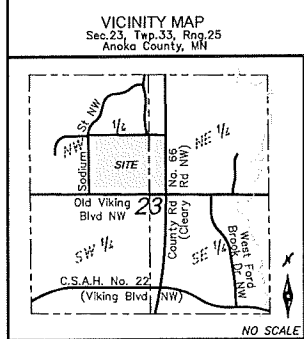 VICINITY MAP
Sec.23, Twp.33, Rng.25
Anoka County, MN
Sodium St NW
NW 1/4
SITE
No. 66
Rd NW)
NE 1/4
Old Viking
Blvd NW
23
County Rd
(Cleary
SW 1/4
SE 1/4
West Ford
Brook Dr NW
C.S.A.H. No. 22
(Viking Blvd NW)
N
NO SCALE